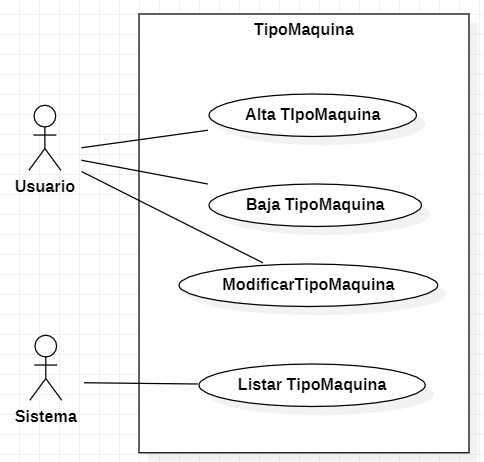 TipoMaquina
Alta TIpoMaquina
Usuario
Baja TipoMaquina
ModificarTipoMaquina
Listar TipoMaquina
Sistema